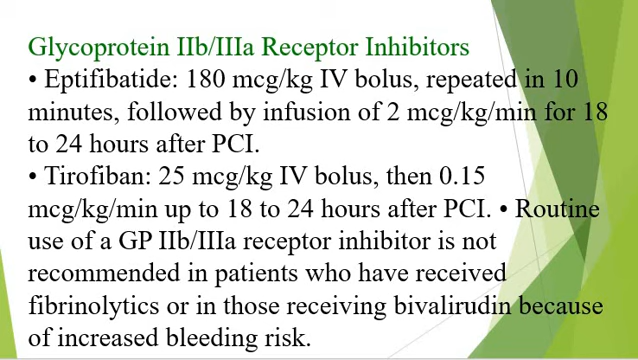 Glycoprotein IIb/IIIa Receptor Inhibitors
• Eptifibatide: 180 mcg/kg IV bolus, repeated in 10
minutes, followed by infusion of 2 mcg/kg/min for 18
to 24 hours after PCI.
• Tirofiban: 25 mcg/kg IV bolus, then 0.15
mcg/kg/min up to 18 to 24 hours after PCI. • Routine
use of a GP IIb/IIIa receptor inhibitor is not
recommended in patients who have received
fibrinolytics or in those receiving bivalirudin because
of increased bleeding risk.